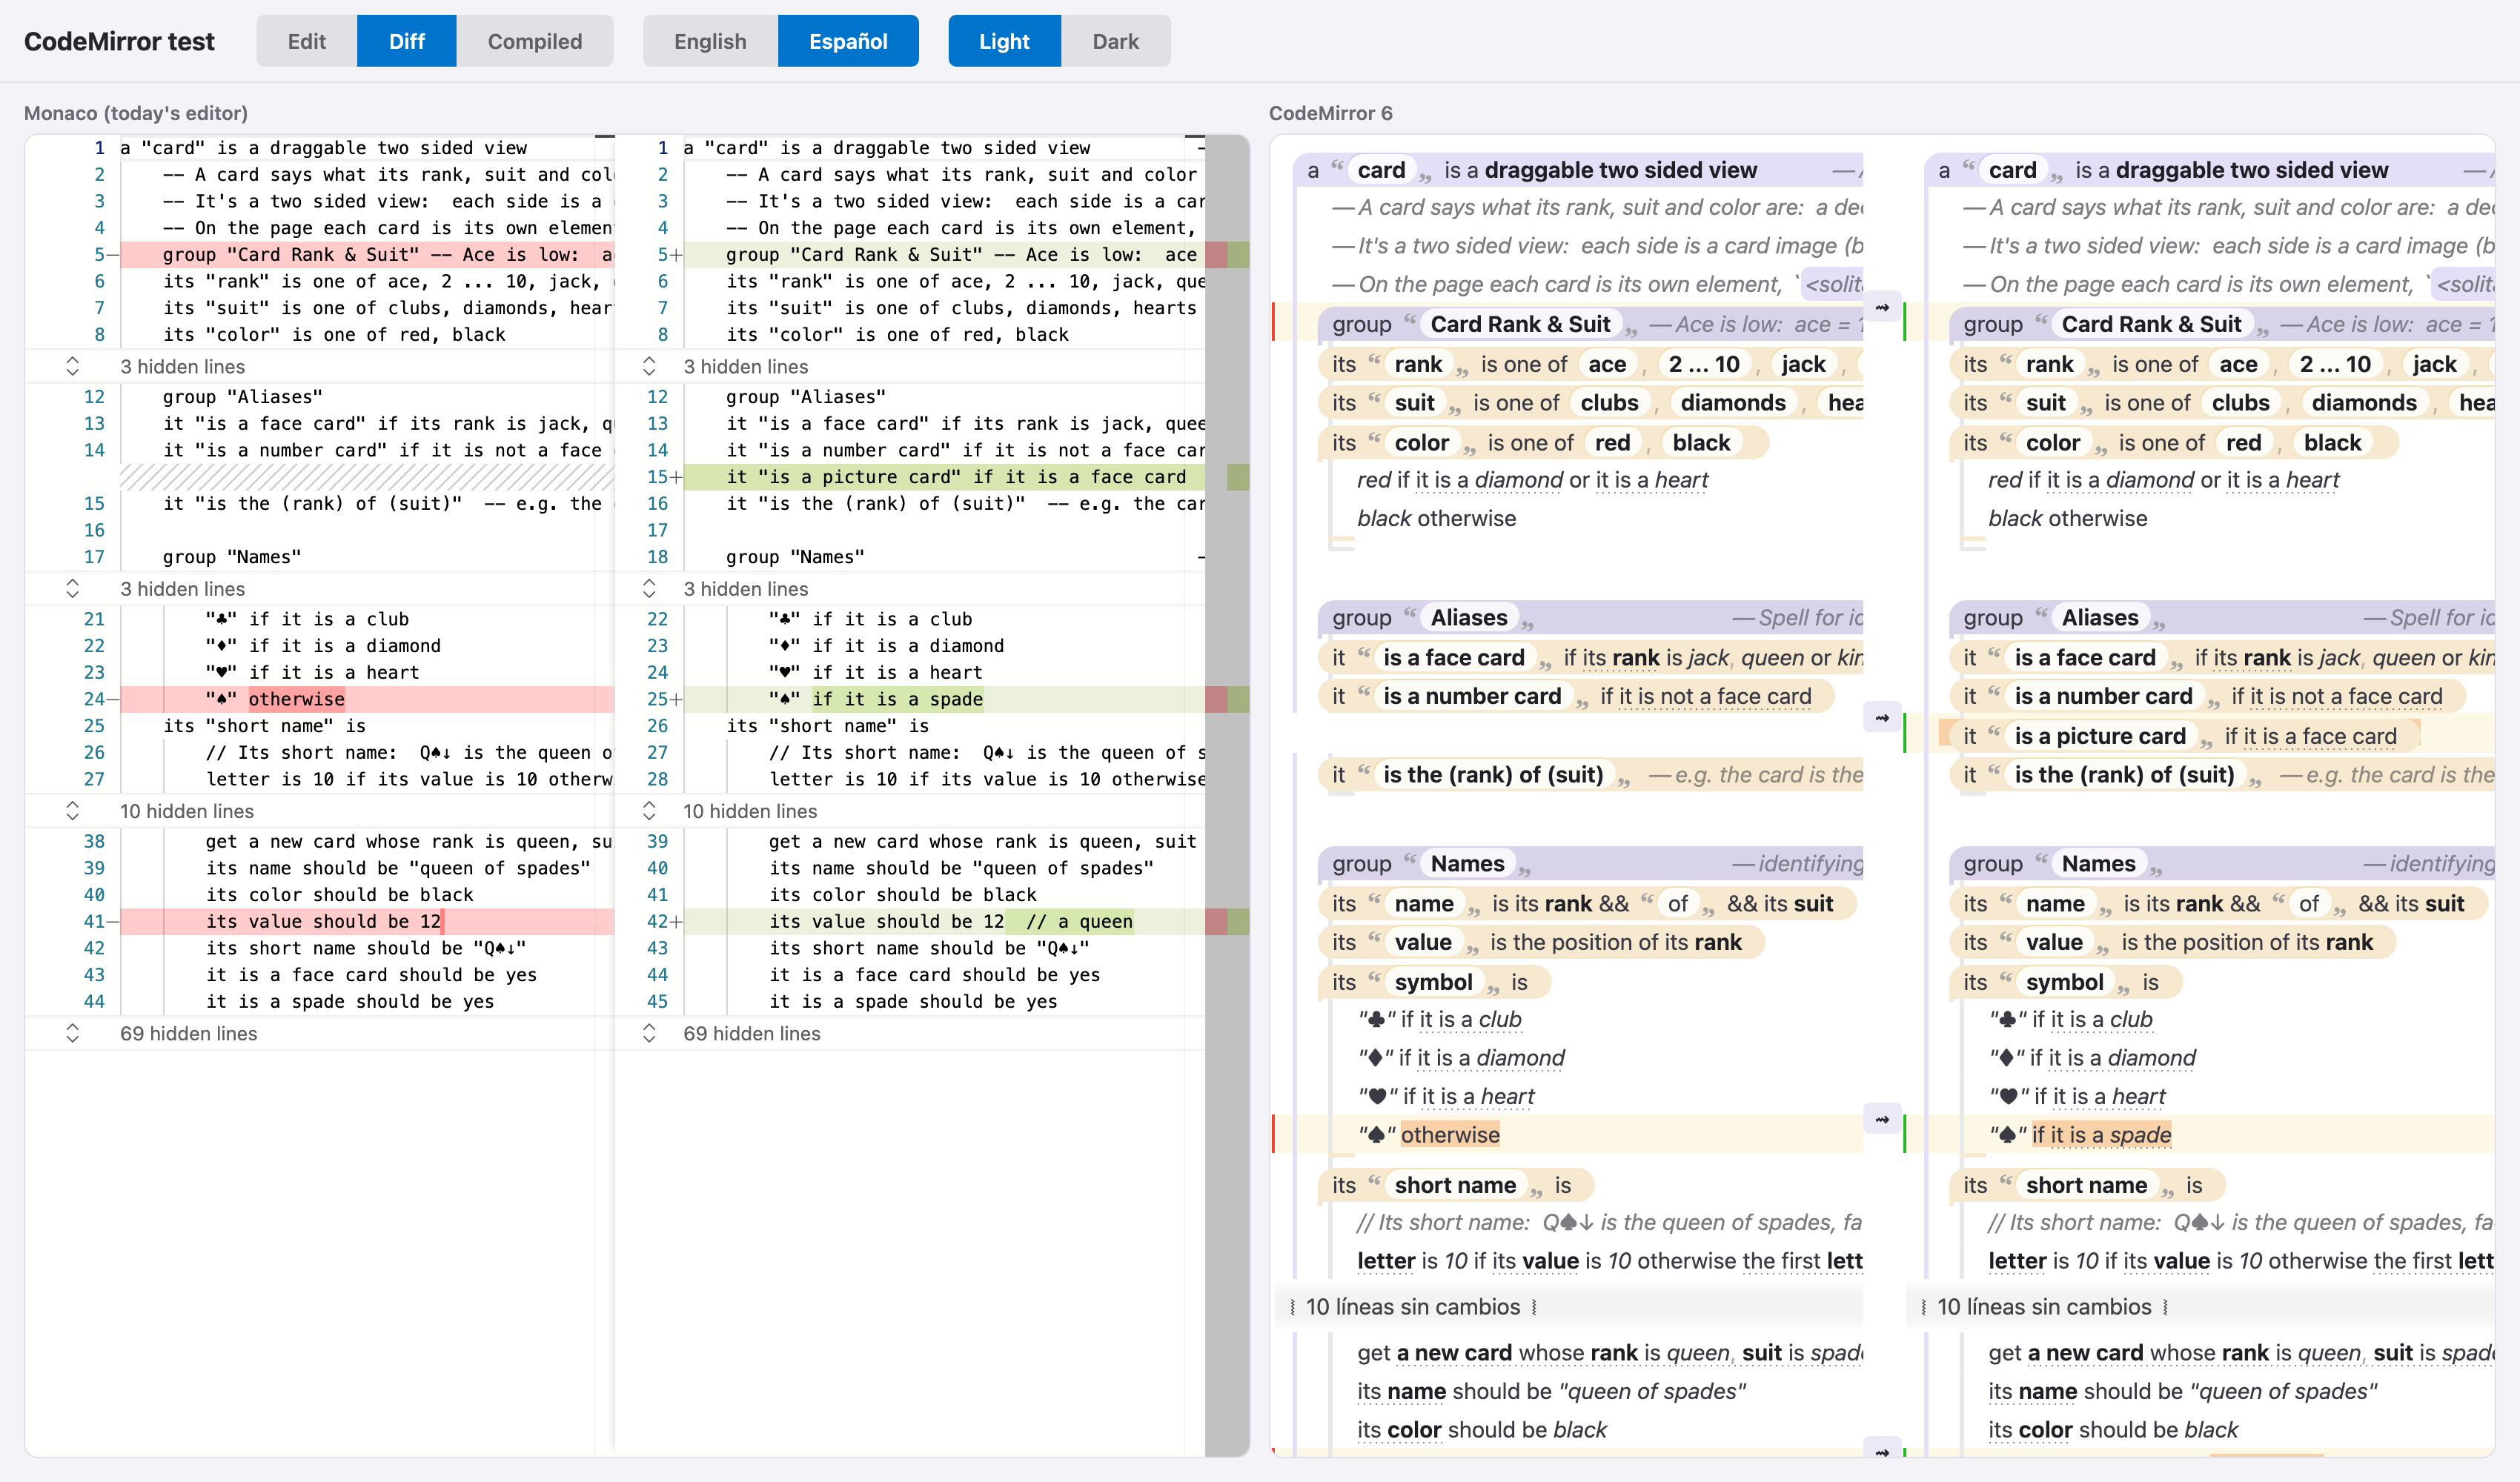 CodeMirror test Edit Diff Compiled English Español Light Dark
Monaco (today's editor)
1 a "card" is a draggable two sided view
2 -- A card says what its rank, suit and
3 -- It's a two sided view:  each side is a
4 -- On the page each card is its own
5— group "Card Rank & Suit" -- Ace is low:
6 its "rank" is one of ace, 2 ... 10, jack,
7 its "suit" is one of clubs, diamonds,
8 its "color" is one of red, black
3 hidden lines
12 group "Aliases"
13 it "is a face card" if its rank is jack,
14 it "is a number card" if it is not a face
15 it "is the (rank) of (suit)"  -- e.g. the
16
17 group "Names"
3 hidden lines
21 "♣" if it is a club
22 "♦" if it is a diamond
23 "♥" if it is a heart
24— "♠" otherwise
25 its "short name" is
26 // Its short name:  Q♠↓ is the queen
27 letter is 10 if its value is 10
10 hidden lines
38 get a new card whose rank is queen,
39 its name should be "queen of spades"
40 its color should be black
41— its value should be 12
42 its short name should be "Q♠↓"
43 it is a face card should be yes
44 it is a spade should be yes
69 hidden lines
1 a "card" is a draggable two sided view
2 -- A card says what its rank, suit and color
3 -- It's a two sided view:  each side is a
4 -- On the page each card is its own element,
5+ group "Card Rank & Suit" -- Ace is low:  ace
6 its "rank" is one of ace, 2 ... 10, jack,
7 its "suit" is one of clubs, diamonds, hearts
8 its "color" is one of red, black
3 hidden lines
12 group "Aliases"
13 it "is a face card" if its rank is jack,
14 it "is a number card" if it is not a face
15+ it "is a picture card" if it is a face card
16 it "is the (rank) of (suit)"  -- e.g. the
17
18 group "Names"
3 hidden lines
22 "♣" if it is a club
23 "♦" if it is a diamond
24 "♥" if it is a heart
25+ "♠" if it is a spade
26 its "short name" is
27 // Its short name:  Q♠↓ is the queen of
28 letter is 10 if its value is 10 otherwise
10 hidden lines
39 get a new card whose rank is queen, suit
40 its name should be "queen of spades"
41 its color should be black
42+ its value should be 12  // a queen
43 its short name should be "Q♠↓"
44 it is a face card should be yes
45 it is a spade should be yes
69 hidden lines
CodeMirror 6
a “ card „ is a draggable two sided view —
— A card says what its rank, suit and color are:  a
— It's a two sided view:  each side is a card image
— On the page each card is its own element, `
group “ Card Rank & Suit „ — Ace is low:  ace =
its “ rank „ is one of ace , 2 ... 10 , jack ,
its “ suit „ is one of clubs , diamonds ,
its “ color „ is one of red , black
red if it is a diamond or it is a heart
black otherwise
group “ Aliases „ — Spell for
it “ is a face card „ if its rank is jack, queen or
it “ is a number card „ if it is not a face card
it “ is the (rank) of (suit) „ — e.g. the card is the
group “ Names „ — identifying
its “ name „ is its rank && “ of „ && its suit
its “ value „ is the position of its rank
its “ symbol „ is
"♣" if it is a club
"♦" if it is a diamond
"♥" if it is a heart
"♠" otherwise
its “ short name „ is
// Its short name:  Q♠↓ is the queen of spades,
letter is 10 if its value is 10 otherwise the first
10 líneas sin cambios
get a new card whose rank is queen, suit is
its name should be "queen of spades"
its color should be black
a “ card „ is a draggable two sided view —
— A card says what its rank, suit and color are:  a
— It's a two sided view:  each side is a card image
— On the page each card is its own element, `
group “ Card Rank & Suit „ — Ace is low:  ace =
its “ rank „ is one of ace , 2 ... 10 , jack ,
its “ suit „ is one of clubs , diamonds ,
its “ color „ is one of red , black
red if it is a diamond or it is a heart
black otherwise
group “ Aliases „ — Spell for
it “ is a face card „ if its rank is jack, queen or
it “ is a number card „ if it is not a face card
it “ is a picture card „ if it is a face card
it “ is the (rank) of (suit) „ — e.g. the card is the
group “ Names „ — identifying
its “ name „ is its rank && “ of „ && its suit
its “ value „ is the position of its rank
its “ symbol „ is
"♣" if it is a club
"♦" if it is a diamond
"♥" if it is a heart
"♠" if it is a spade
its “ short name „ is
// Its short name:  Q♠↓ is the queen of spades,
letter is 10 if its value is 10 otherwise the first
10 líneas sin cambios
get a new card whose rank is queen, suit is
its name should be "queen of spades"
its color should be black